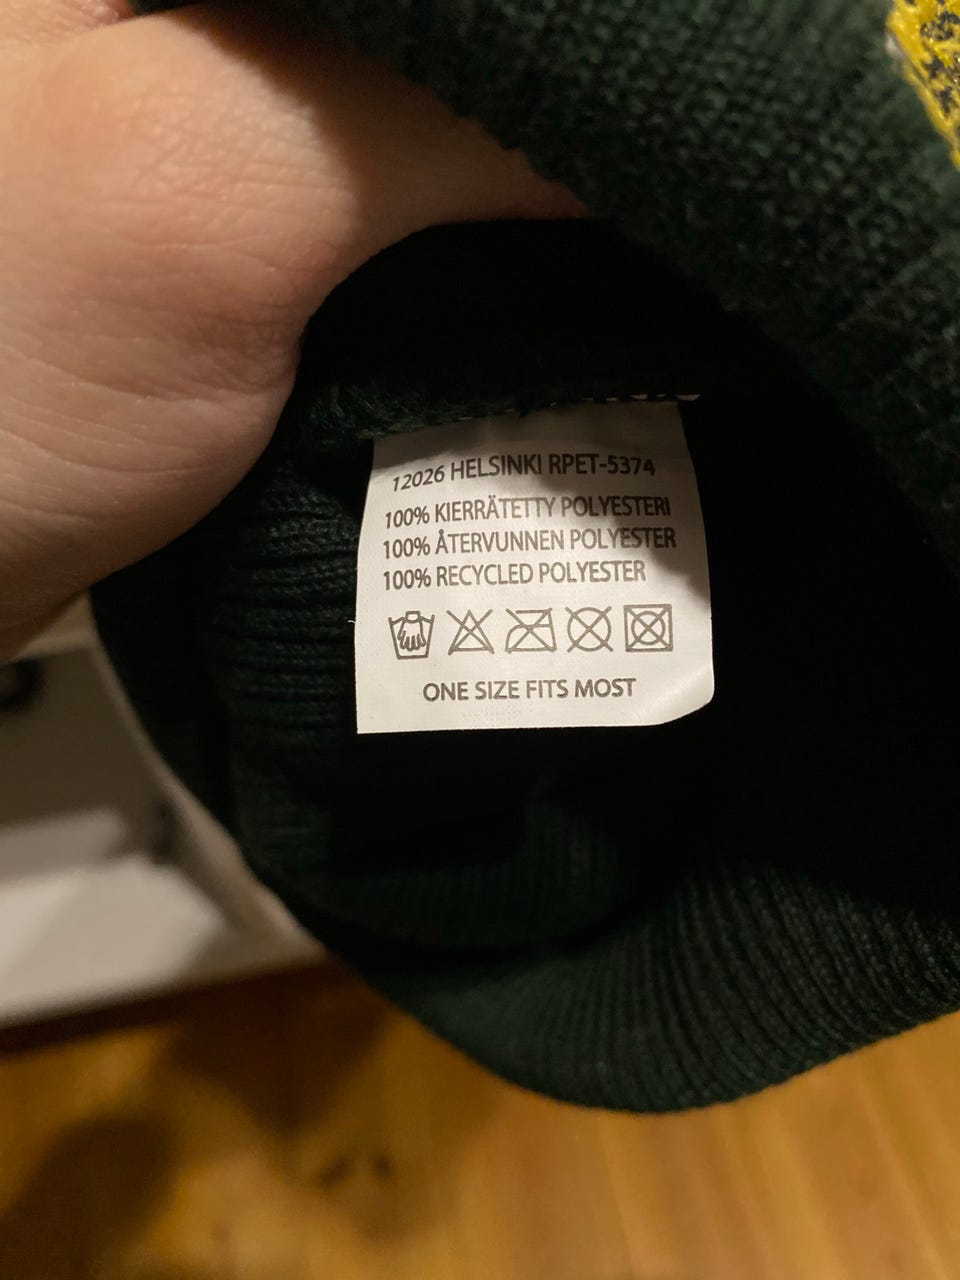 12026 HELSINKI RPET-5374
100% KIERRÄTETTY POLYESTERI
100% ÅTERVUNNEN POLYESTER
100% RECYCLED POLYESTER
ONE SIZE FITS MOST